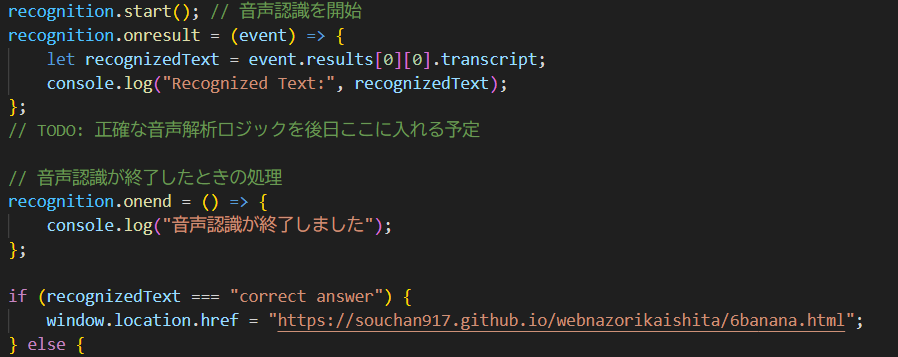 recognition.start(); // 音声認識を開始
recognition.onresult = (event) => {
    let recognizedText = event.results[0][0].transcript;
    console.log("Recognized Text:", recognizedText);
};
// TODO: 正確な音声解析ロジックを後日ここに入れる予定

// 音声認識が終了したときの処理
recognition.onend = () => {
    console.log("音声認識が終了しました");
};

if (recognizedText === "correct answer") {
    window.location.href = "https://souchan917.github.io/webnazorikaishita/6banana.html";
} else {